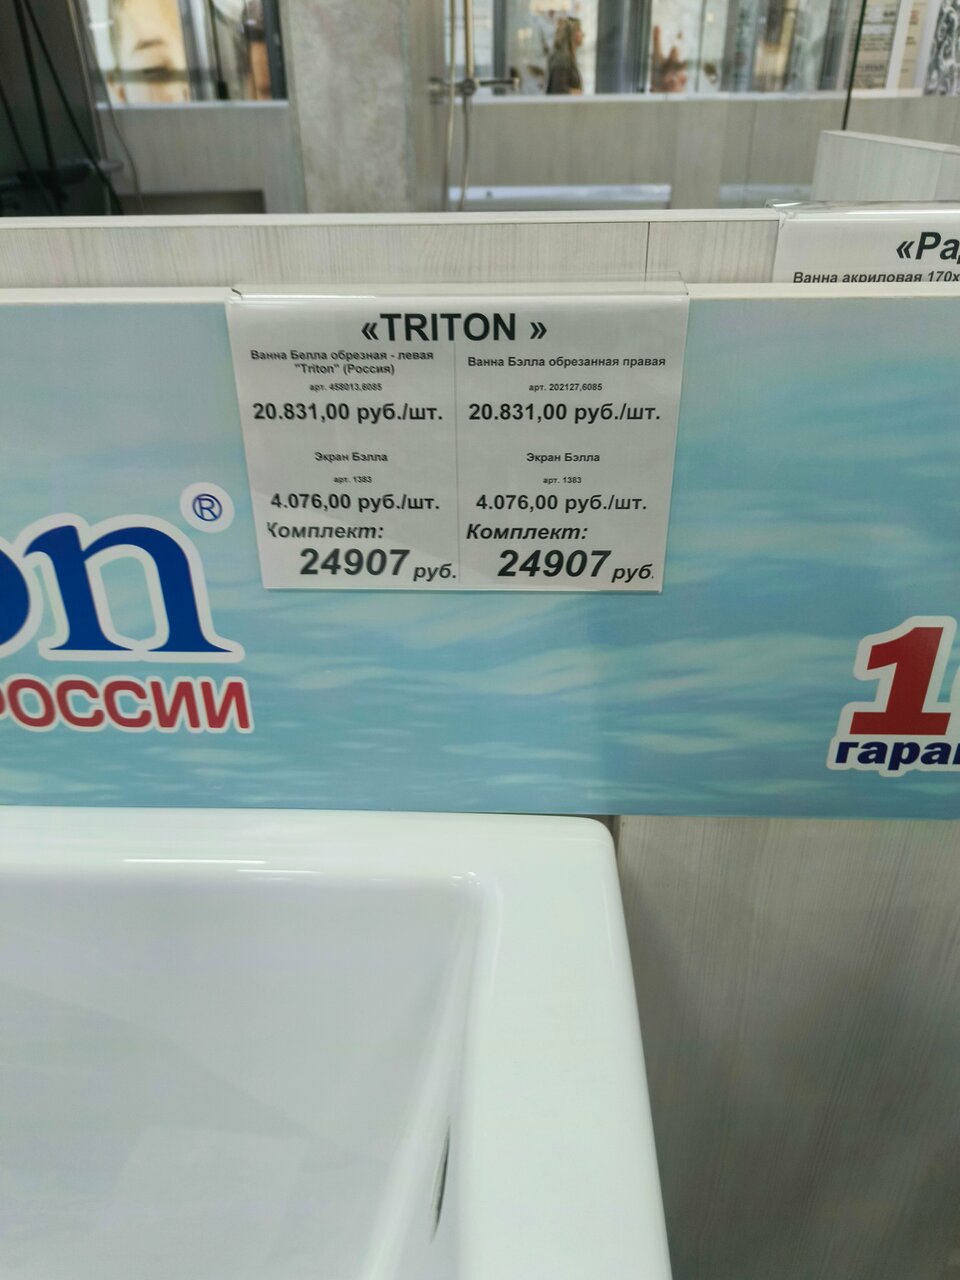 «Ра
Ванна акриловая 170х
«TRITON »
Ванна Белла обрезная - левая
"Triton" (Россия)
арт. 458013,6085
20.831,00 руб./шт.
Экран Бэлла
арт. 1383
4.076,00 руб./шт.
Комплект:
24907 руб.
Ванна Бэлла обрезанная правая
арт. 202127,6085
20.831,00 руб./шт.
Экран Бэлла
арт. 1383
4.076,00 руб./шт.
Комплект:
24907 руб.
on®
РОССИИ
1
гаран